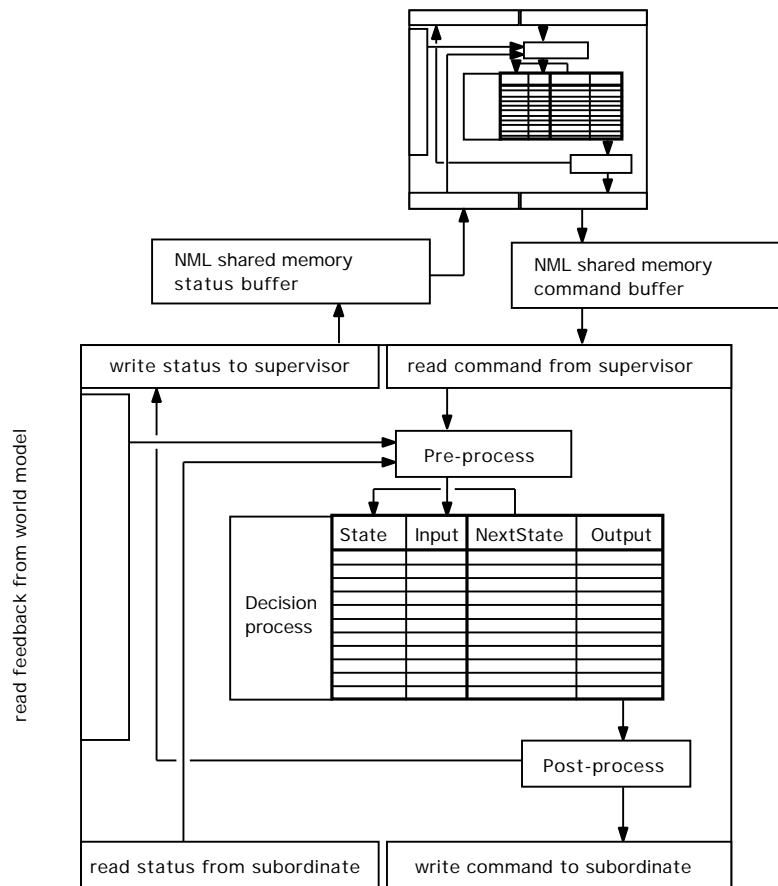 NML shared memory
status buffer
NML shared memory
command buffer
write status to supervisor
read command from supervisor
read feedback from world model
Pre-process
State
Input
NextState
Output
Decision
process
Post-process
read status from subordinate
write command to subordinate